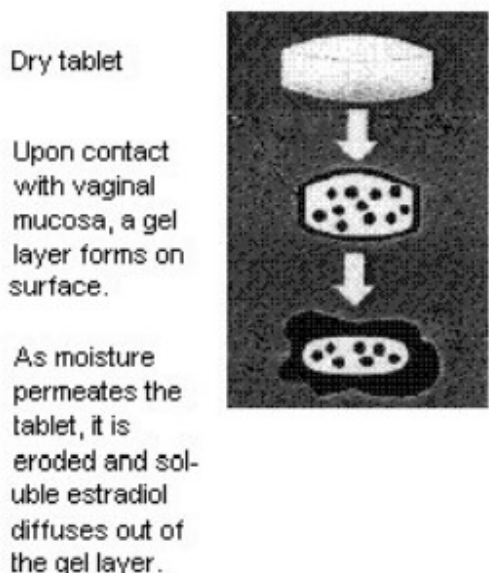 Dry tablet
Upon contact
with vaginal
mucosa, a gel
layer forms on
surface.
As moisture
permeates the
tablet, it is
eroded and sol-
uble estradiol
diffuses out of
the gel layer.